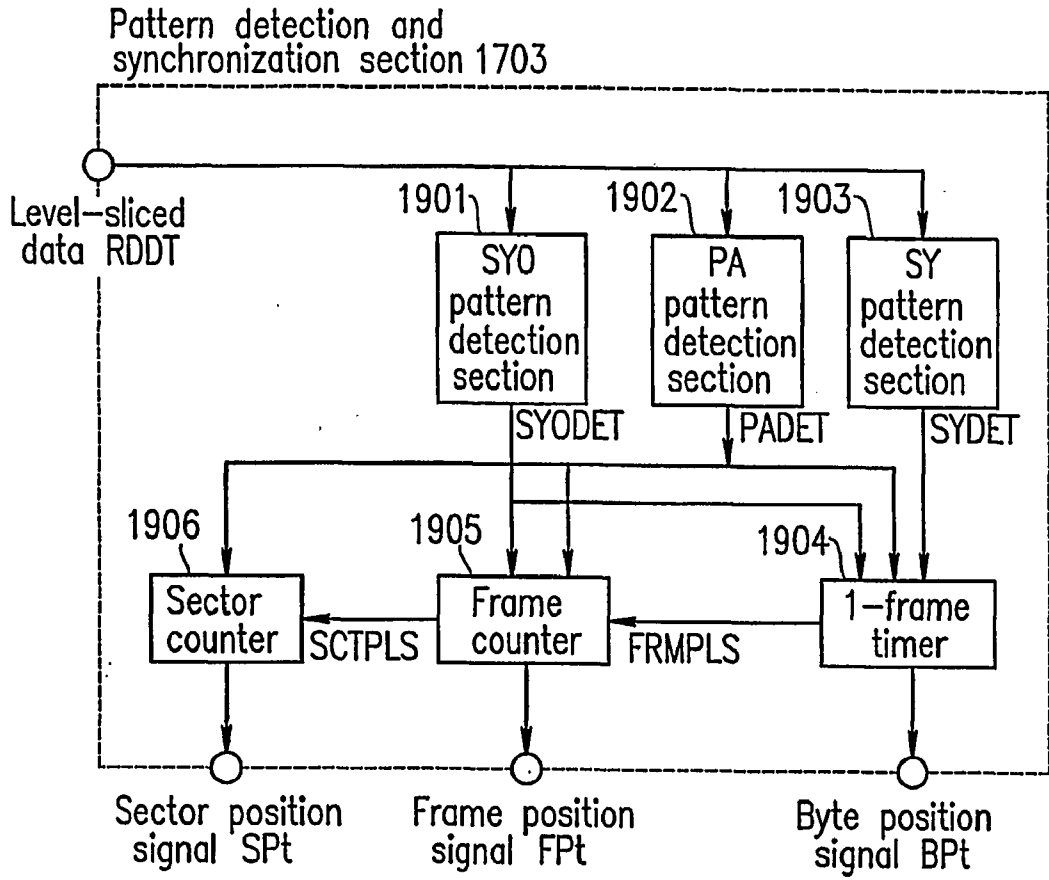 Pattern detection and
synchronization section 1703
Level-sliced
data RDDT
1901
1902
1903
SYO
pattern
detection
section
PA
pattern
detection
section
SY
pattern
detection
section
SYODET
PADET
SYDET
1906
1905
1904
Sector
counter
SCTPLS
Frame
counter
FRMPLS
1-frame
timer
Sector position
signal SPt
Frame position
signal FPt
Byte position
signal BPt